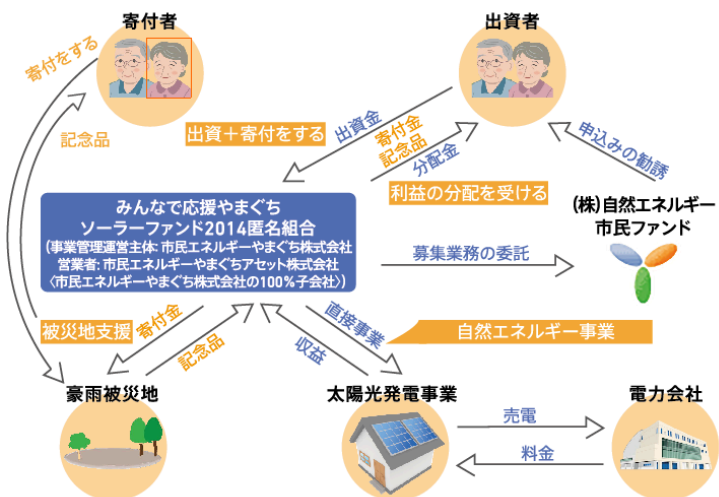 寄付者
出資者
寄付をする
記念品
出資＋寄付をする
出資金
寄付金
記念品
分配金
申込みの勧誘
利益の分配を受ける
みんなで応援やまぐち
ソーラーファンド2014匿名組合
(事業管理運営主体: 市民エネルギーやまぐち株式会社
営業者: 市民エネルギーやまぐちアセット株式会社
〈市民エネルギーやまぐち株式会社の100％子会社〉)
(株)自然エネルギー
市民ファンド
募集業務の委託
被災地支援
寄付金
記念品
収益
直接事業
自然エネルギー事業
豪雨被災地
太陽光発電事業
電力会社
売電
料金